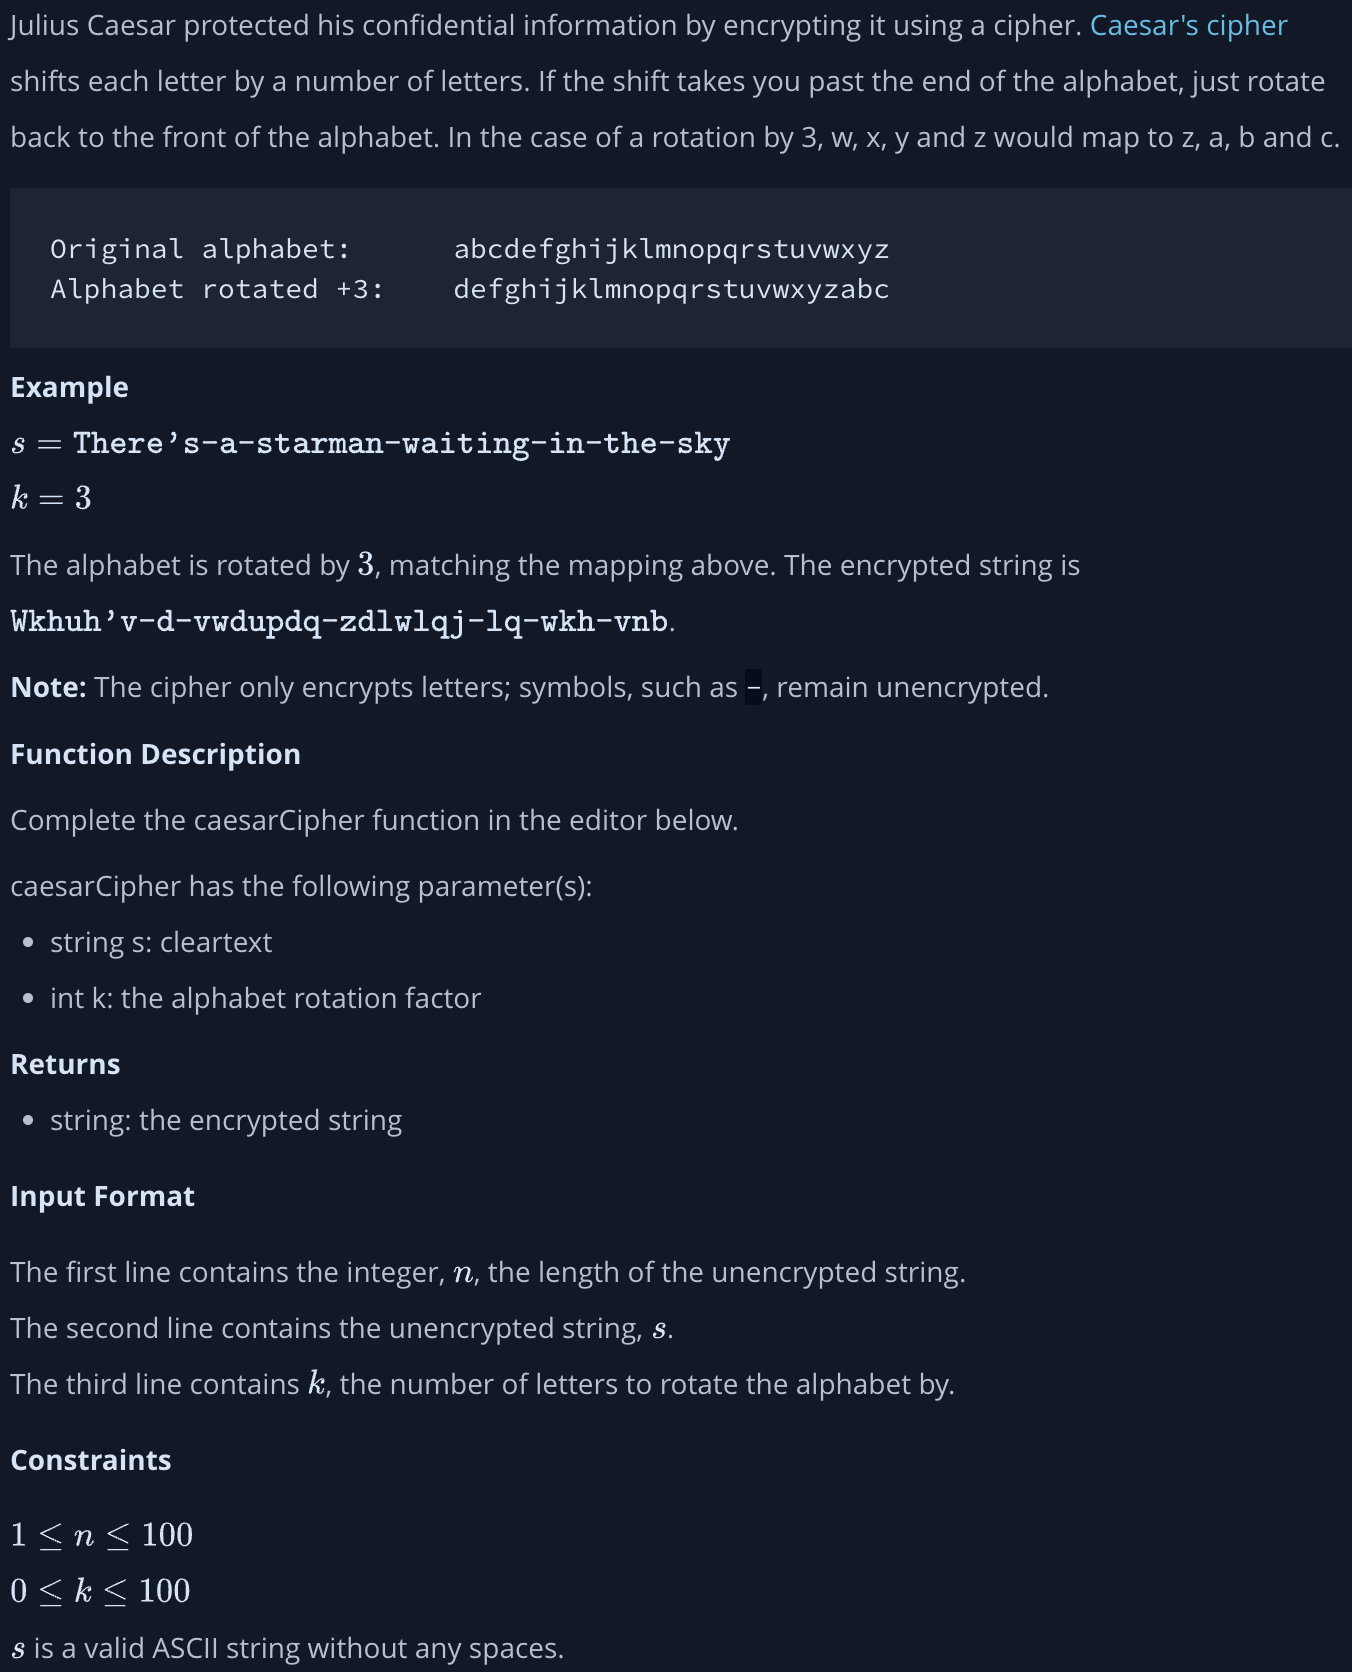 Julius Caesar protected his confidential information by encrypting it using a cipher. Caesar's cipher
shifts each letter by a number of letters. If the shift takes you past the end of the alphabet, just rotate
back to the front of the alphabet. In the case of a rotation by 3, w, x, y and z would map to z, a, b and c.
Original alphabet:      abcdefghijklmnopqrstuvwxyz
Alphabet rotated +3:    defghijklmnopqrstuvwxyzabc
Example
s = There’s-a-starman-waiting-in-the-sky
k = 3
The alphabet is rotated by 3, matching the mapping above. The encrypted string is
Wkhuh’v-d-vwdupdq-zdlwlqj-lq-wkh-vnb.
Note: The cipher only encrypts letters; symbols, such as -, remain unencrypted.
Function Description
Complete the caesarCipher function in the editor below.
caesarCipher has the following parameter(s):
• string s: cleartext
• int k: the alphabet rotation factor
Returns
• string: the encrypted string
Input Format
The first line contains the integer, n, the length of the unencrypted string.
The second line contains the unencrypted string, s.
The third line contains k, the number of letters to rotate the alphabet by.
Constraints
1 ≤ n ≤ 100
0 ≤ k ≤ 100
s is a valid ASCII string without any spaces.